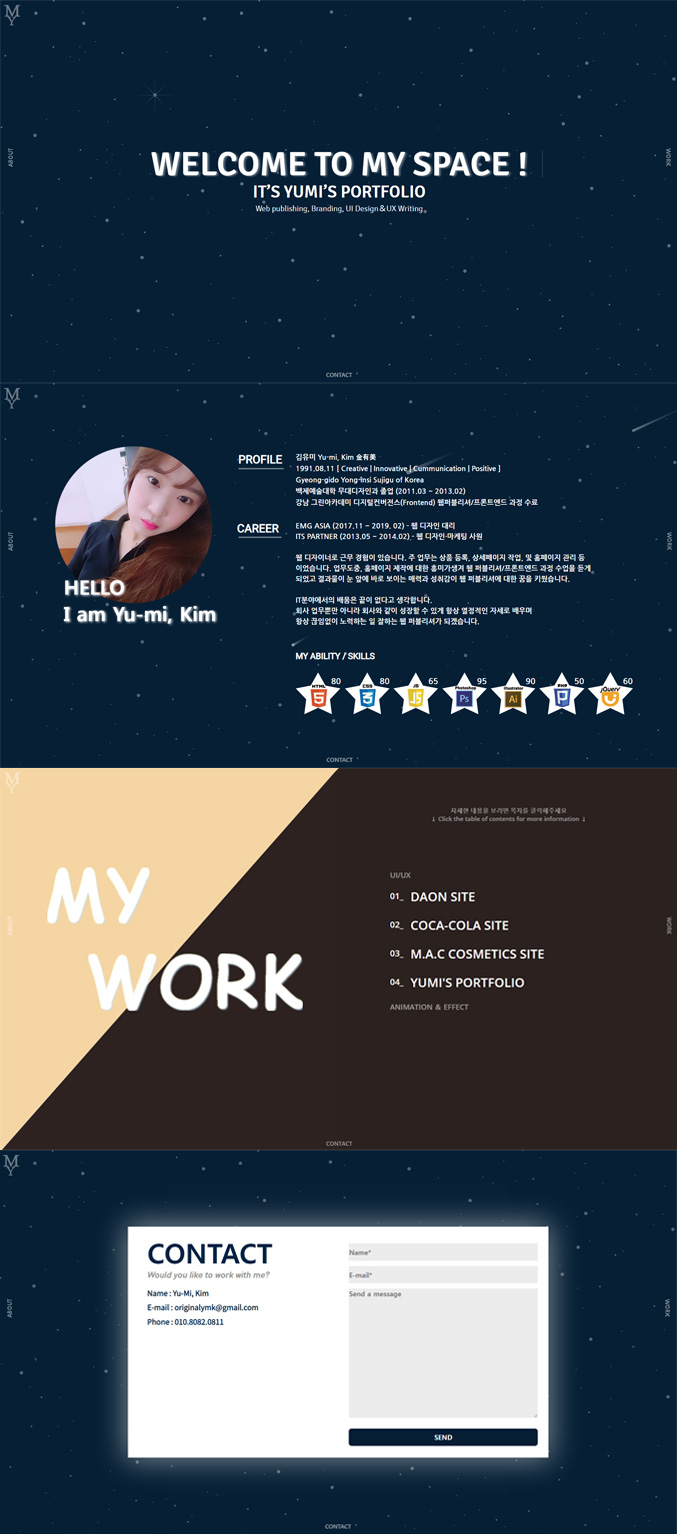 MY
WELCOME TO MY SPACE !
IT'S YUMI'S PORTFOLIO
Web publishing, Branding, UI Design & UX Writing
ABOUT
WORK
CONTACT
MY
PROFILE
김유미 Yu-mi, Kim 金有美
1991.08.11 [ Creative | Innovative | Cummunication | Positive ]
Gyeong-gido Yong-Insi Sujigu of Korea
백제예술대학 무대디자인과 졸업 (2011.03 ~ 2013.02)
강남 그린아카데미 디지털컨버전스(Frontend) 웹퍼블리셔/프론트엔드 과정 수료
CAREER
EMG ASIA (2017.11 ~ 2019. 02) - 웹 디자인 대리
ITS PARTNER (2013.05 ~ 2014.02) - 웹 디자인·마케팅 사원
웹 디자이너로 근무 경험이 있습니다. 주 업무는 상품 등록, 상세페이지 작업, 및 홈페이지 관리 등
이었습니다. 업무도중, 홈페이지 제작에 대한 흥미가생겨 웹 퍼블리셔/프론트엔드 과정 수업을 듣게
되었고 결과물이 눈 앞에 바로 보이는 매력과 성취감이 웹 퍼블리셔에 대한 꿈을 키웠습니다.
IT분야에서의 배움은 끝이 없다고 생각합니다.
회사 업무뿐만 아니라 회사와 같이 성장할 수 있게 항상 열정적인 자세로 배우며
항상 끊임없이 노력하는 일 잘하는 웹 퍼블리셔가 되겠습니다.
HELLO
I am Yu-mi, Kim
MY ABILITY / SKILLS
HTML 5 80
CSS 3 80
JS JS 65
Photoshop Ps 95
Illustrator Ai 90
PHP P 50
jQuery 60
ABOUT
WORK
CONTACT
MY
MY
WORK
자세한 내용을 보려면 목차를 클릭해주세요
↓ Click the table of contents for more information ↓
UI/UX
01_ DAON SITE
02_ COCA-COLA SITE
03_ M.A.C COSMETICS SITE
04_ YUMI'S PORTFOLIO
ANIMATION & EFFECT
ABOUT
WORK
CONTACT
MY
CONTACT
Would you like to work with me?
Name : Yu-Mi, Kim
E-mail : originalymk@gmail.com
Phone : 010.8082.0811
Name*
E-mail*
Send a message
SEND
ABOUT
WORK
CONTACT